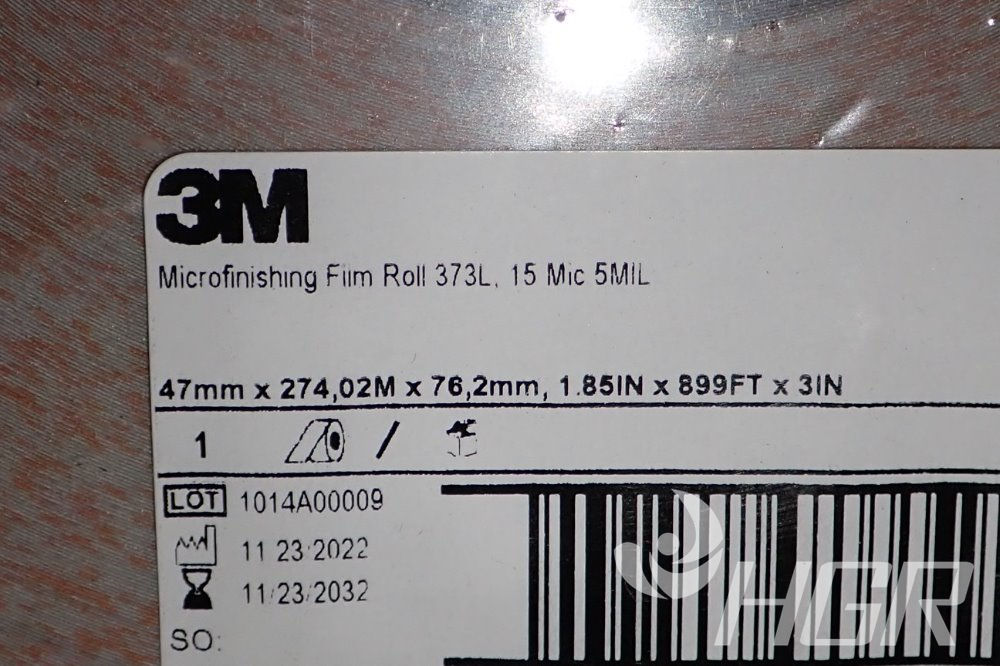 3M
Microfinishing Film Roll 373L, 15 Mic 5MIL
47mm x 274,02M x 76,2mm, 1.85IN x 899FT x 3IN
1 /
LOT 1014A00009
11/23/2022
11/23/2032
SO:
HGR